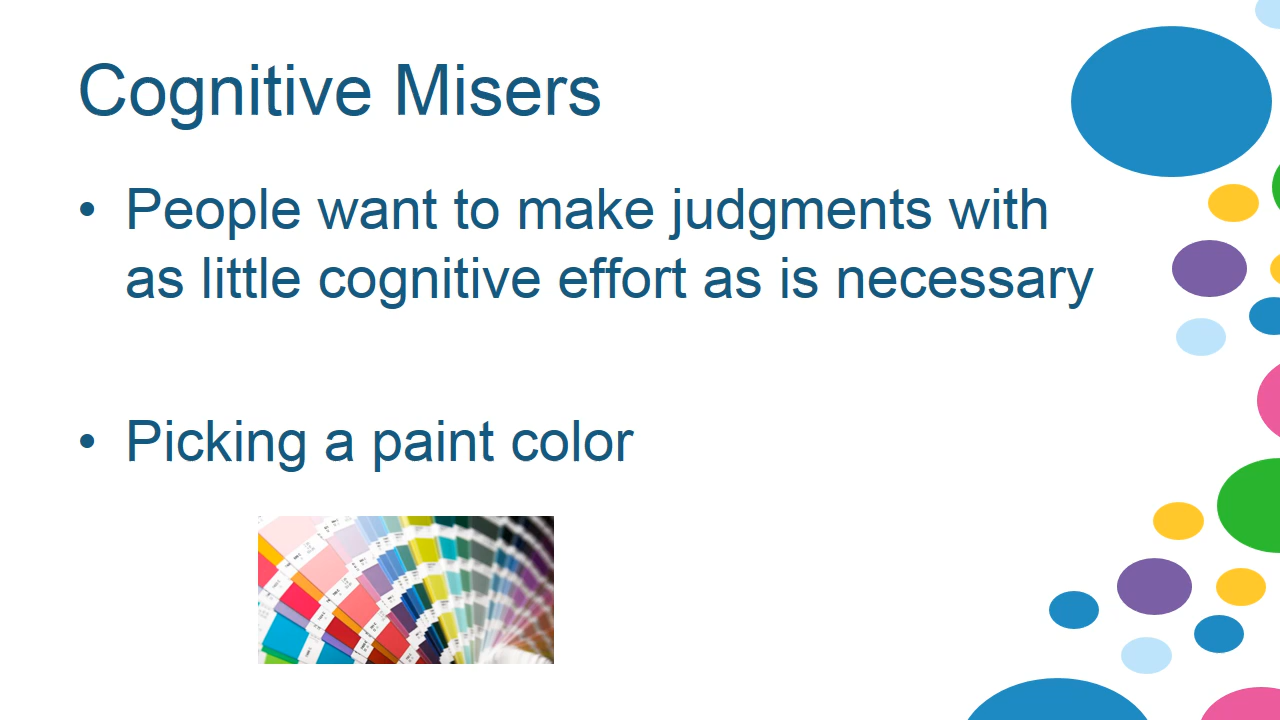 Cognitive Misers
• People want to make judgments with
as little cognitive effort as is necessary
• Picking a paint color